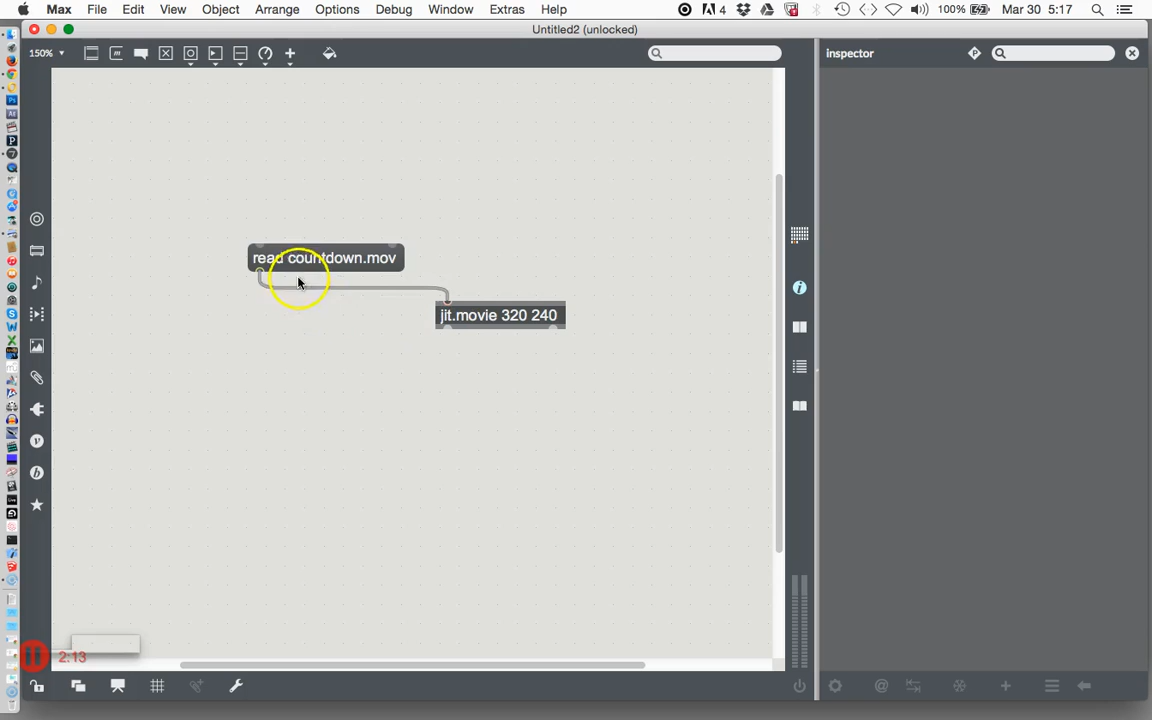 Max File Edit View Object Arrange Options Debug Window Extras Help 4 100% Mar 30 5:17
Untitled2 (unlocked)
150%
inspector
read countdown.mov
jit.movie 320 240
2:13